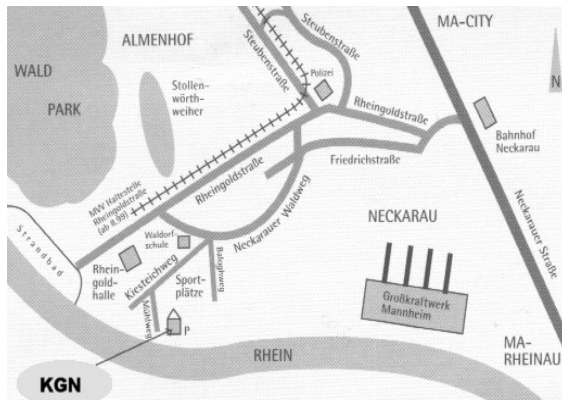 MA-CITY
ALMENHOF
Steubenstraße
Steubenstraße
Polizei
N
WALD
PARK
Stollen-
wörth-
weiher
Rheingoldstraße
Bahnhof
Neckarau
Friedrichstraße
Rheingoldstraße
MVV Haltestelle
Rheingoldstraße
(ab 8.99)
Neckarauer Waldweg
NECKARAU
Neckarauer Straße
Strandbad
Waldorf-
schule
Rhein-
gold-
halle
Kiesteichweg
Sport-
plätze
Baloghweg
Mühlweg
P
Großkraftwerk
Mannheim
RHEIN
MA-
RHEINAU
KGN